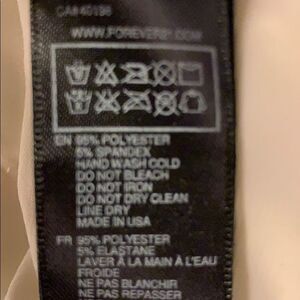 CA# 40196
WWW.FOREVER21.COM
EN 95% POLYESTER
5% SPANDEX
HAND WASH COLD
DO NOT BLEACH
DO NOT IRON
DO NOT DRY CLEAN
LINE DRY
MADE IN USA
FR 95% POLYESTER
5% ELASTANE
LAVER À LA MAIN À L'EAU
FROIDE
NE PAS BLANCHIR
NE PAS REPASSER